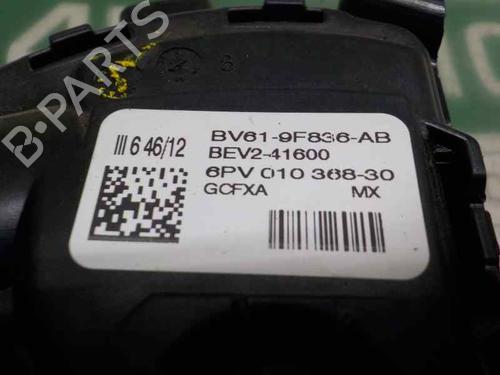 III 6 46/12
BV61-9F836-AB
BEV2-41600
6PV 010 368-30
GCFXA MX
B-PARTS